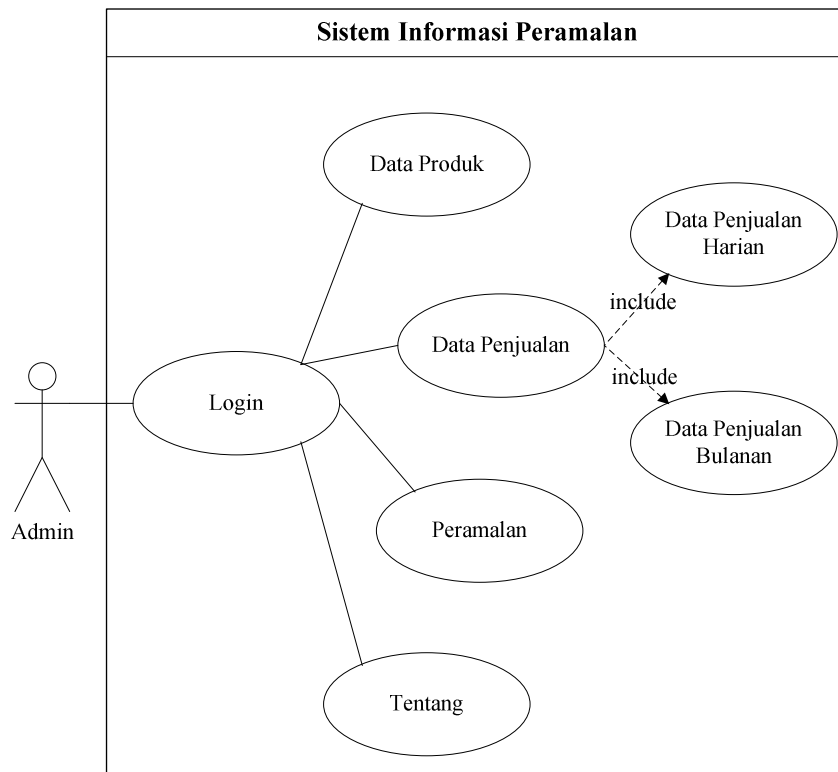 Sistem Informasi Peramalan
Data Produk
Data Penjualan
Harian
include
Data Penjualan
include
Login
Data Penjualan
Bulanan
Admin
Peramalan
Tentang